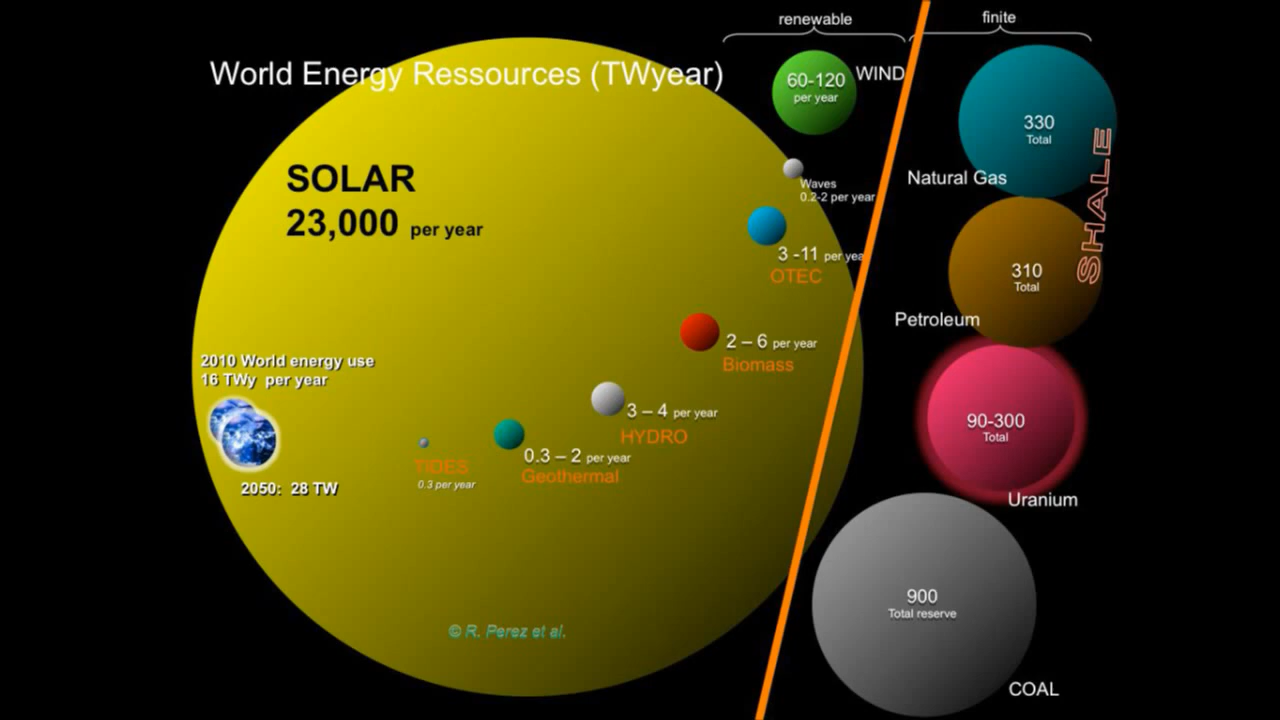 renewable
finite
World Energy Ressources (TWyear)
60-120
per year
WIND
330
Total
Natural Gas
SHALE
SOLAR
23,000 per year
Waves
0.2-2 per year
3 -11 per yea
OTEC
310
Total
Petroleum
2 – 6 per year
Biomass
2010 World energy use
16 TWy per year
3 – 4 per year
HYDRO
90-300
Total
Uranium
0.3 – 2 per year
Geothermal
TIDES
0.3 per year
2050: 28 TW
900
Total reserve
COAL
© R. Perez et al.